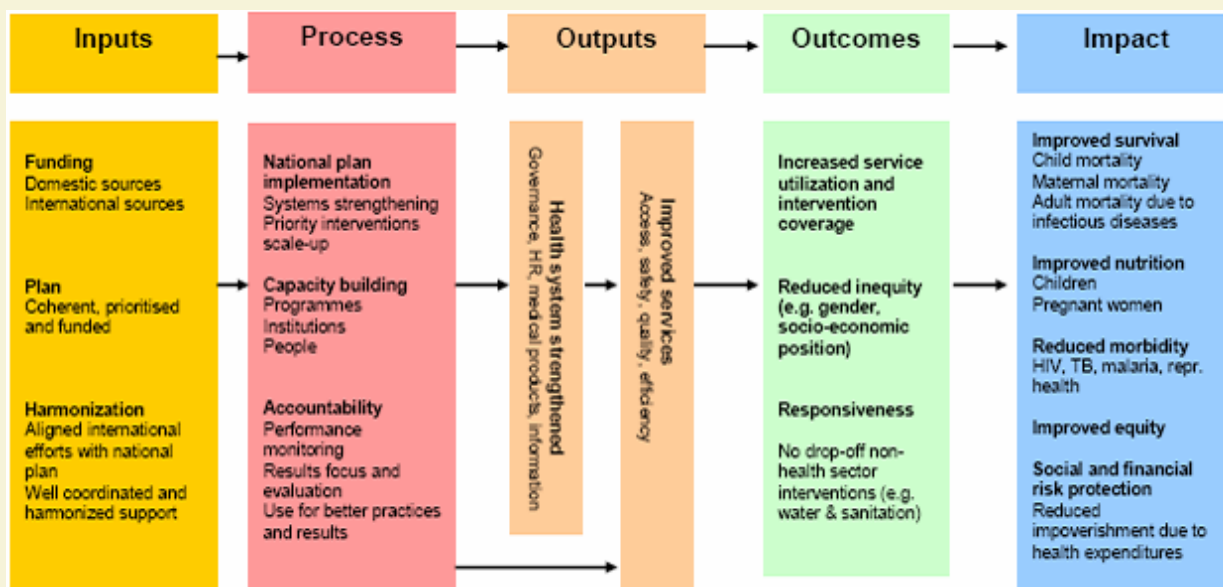 Inputs
Process
Outputs
Outcomes
Impact
Funding
Domestic sources
International sources
Plan
Coherent, prioritised
and funded
Harmonization
Aligned international
efforts with national
plan
Well coordinated and
harmonized support
National plan
implementation
Systems strengthening
Priority interventions
scale-up
Capacity building
Programmes
Institutions
People
Accountability
Performance
monitoring
Results focus and
evaluation
Use for better practices
and results
Health system strengthened
Governance, HR, medical products, information
Improved services
Access, safety, quality, efficiency
Increased service
utilization and
intervention
coverage
Reduced inequity
(e.g. gender,
socio-economic
position)
Responsiveness
No drop-off non-
health sector
interventions (e.g.
water & sanitation)
Improved survival
Child mortality
Maternal mortality
Adult mortality due to
infectious diseases
Improved nutrition
Children
Pregnant women
Reduced morbidity
HIV, TB, malaria, repr.
health
Improved equity
Social and financial
risk protection
Reduced
impoverishment due to
health expenditures